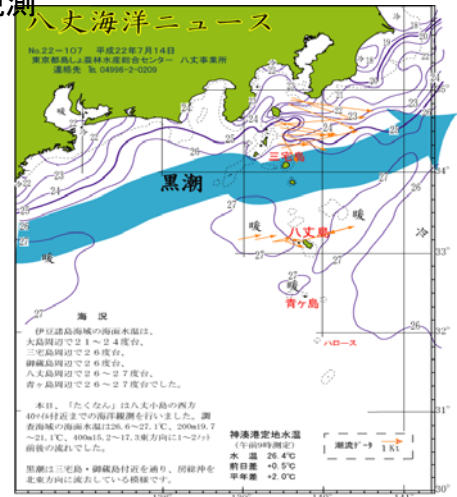 測
八丈海洋ニュース
No.22-107 平成22年7月14日
東京都島しょ農林水産総合センター 八丈事業所
連絡先 ℡ 04996-2-0209
三宅島
黒潮
暖
冷
八丈島
青ヶ島
ハロース
海 況
伊豆諸島海域の海面水温は、
大島周辺で21~24度台、
三宅島周辺で26度台、
御蔵島周辺で26度台、
八丈島周辺で26~27度台、
青ヶ島周辺で26~27度台でした。
本日、「たくなん」は八丈小島の西方
40マイル付近までの海洋観測を行いました。調
査海域の海面水温は26.6~27.1℃、200m19.7
~21.1℃、400m15.2~17.3東方向に1~2ノット
前後の流れでした。
黒潮は三宅島・御蔵島付近を通り、房総沖を
北東方向に流去している模様です。
神湊港定地水温
(午前9時測定)
水 温 26.4℃
前日差 +0.5℃
平年差 +2.0℃
潮流データ
1 Kt
35°
34°
33°
32°
31°
30°